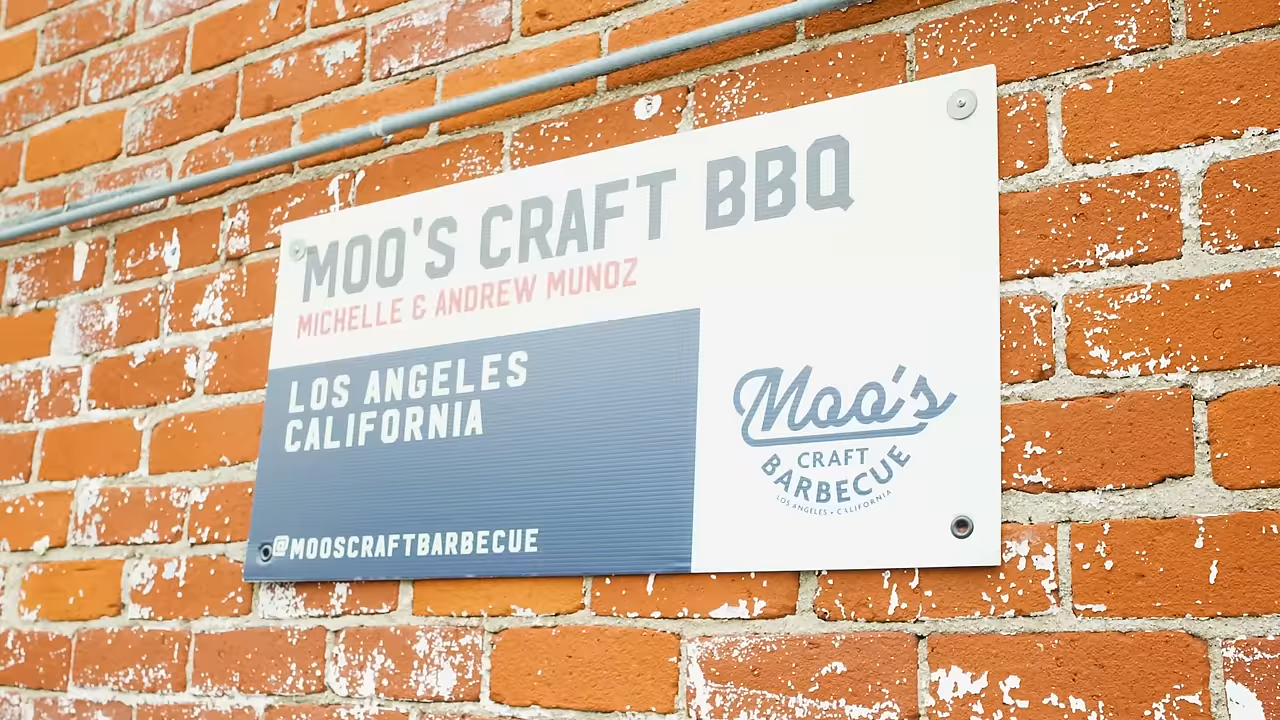 MOO'S CRAFT BBQ
MICHELLE & ANDREW MUNOZ
LOS ANGELES
CALIFORNIA
@MOOSCRAFTBARBECUE
Moo's
CRAFT
BARBECUE
LOS ANGELES • CALIFORNIA